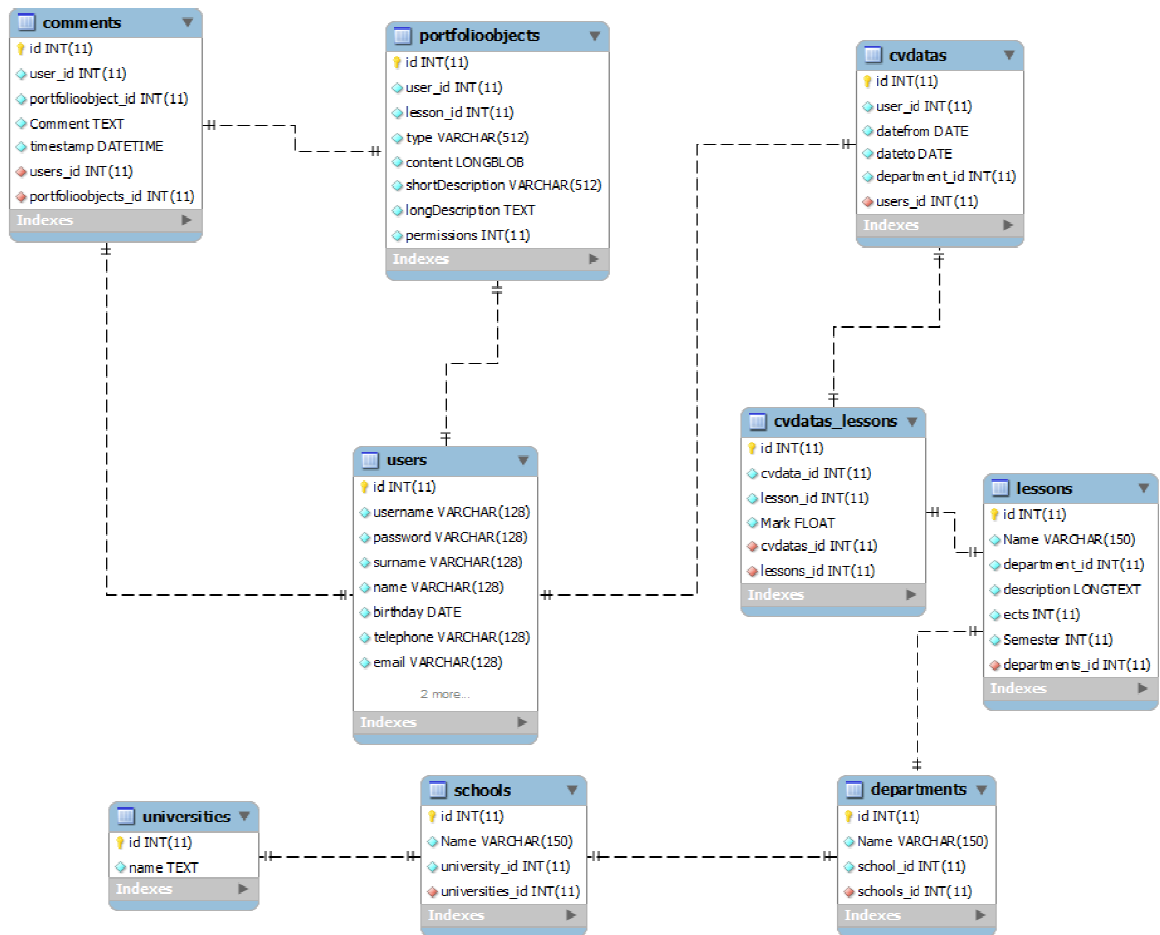 comments
id INT(11)
user_id INT(11)
portfolioobject_id INT(11)
Comment TEXT
timestamp DATETIME
users_id INT(11)
portfolioobjects_id INT(11)
Indexes
portfolioobjects
id INT(11)
user_id INT(11)
lesson_id INT(11)
type VARCHAR(512)
content LONGBLOB
shortDescription VARCHAR(512)
longDescription TEXT
permissions INT(11)
Indexes
cvdatas
id INT(11)
user_id INT(11)
datefrom DATE
dateto DATE
department_id INT(11)
users_id INT(11)
Indexes
users
id INT(11)
username VARCHAR(128)
password VARCHAR(128)
surname VARCHAR(128)
name VARCHAR(128)
birthday DATE
telephone VARCHAR(128)
email VARCHAR(128)
2 more...
Indexes
cvdatas_lessons
id INT(11)
cvdata_id INT(11)
lesson_id INT(11)
Mark FLOAT
cvdatas_id INT(11)
lessons_id INT(11)
Indexes
lessons
id INT(11)
Name VARCHAR(150)
department_id INT(11)
description LONGTEXT
ects INT(11)
Semester INT(11)
departments_id INT(11)
Indexes
universities
id INT(11)
name TEXT
Indexes
schools
id INT(11)
Name VARCHAR(150)
university_id INT(11)
universities_id INT(11)
Indexes
departments
id INT(11)
Name VARCHAR(150)
school_id INT(11)
schools_id INT(11)
Indexes